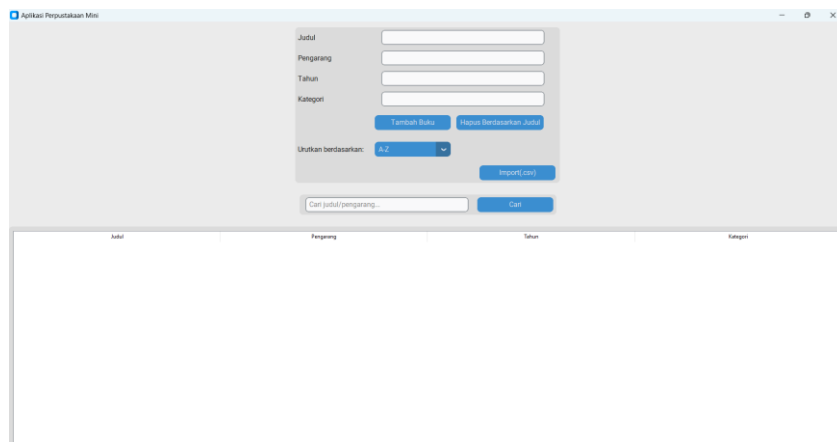 Aplikasi Perpustakaan Mini
Judul
Pengarang
Tahun
Kategori
Tambah Buku Hapus Berdasarkan Judul
Urutkan berdasarkan: A-Z
Import(.csv)
Cari judul/pengarang... Cari
Judul Pengarang Tahun Kategori